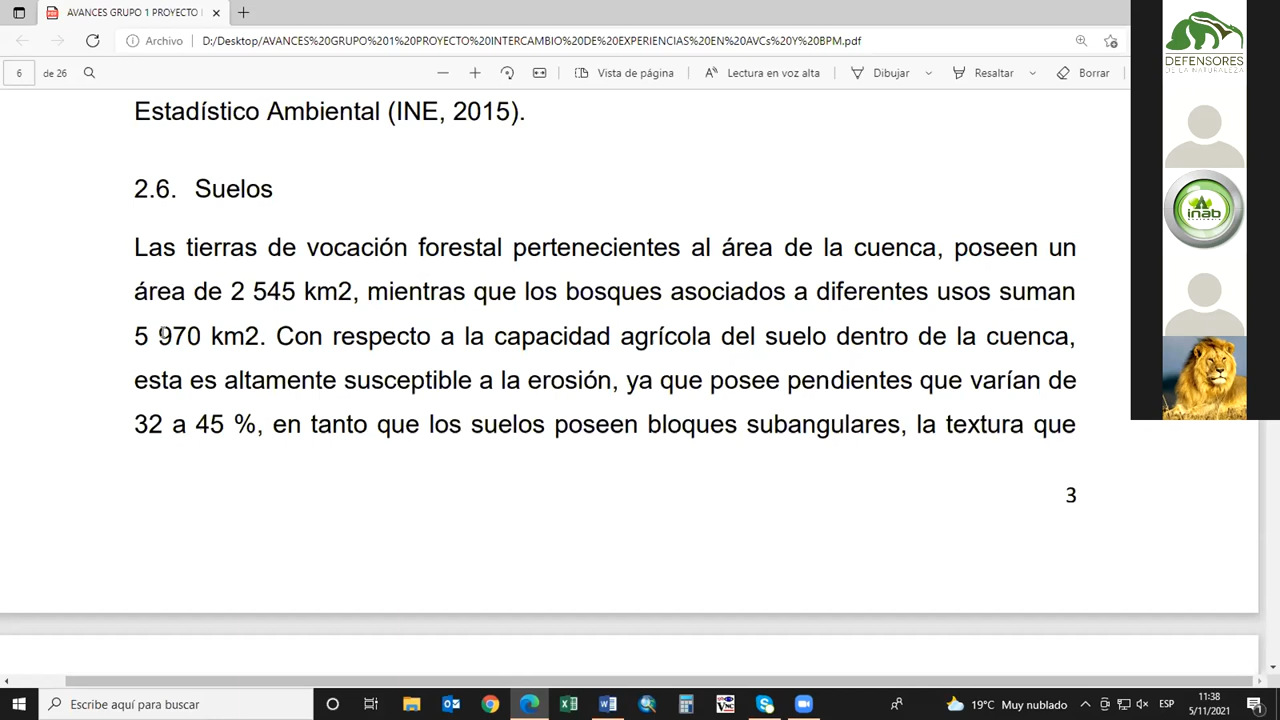 AVANCES GRUPO 1 PROYECTO
Archivo
D:/Desktop/AVANCES%20GRUPO%201%20PROYECTO%20INTERCAMBIO%20DE%20EXPERIENCIAS%20EN%20AVCs%20Y%20BPM.pdf
6 de 26
Vista de página
Lectura en voz alta
Dibujar
Resaltar
Borrar
DEFENSORES
DE LA NATURALEZA
inab
Estadístico Ambiental (INE, 2015).
2.6. Suelos
Las tierras de vocación forestal pertenecientes al área de la cuenca, poseen un
área de 2 545 km2, mientras que los bosques asociados a diferentes usos suman
5 970 km2. Con respecto a la capacidad agrícola del suelo dentro de la cuenca,
esta es altamente susceptible a la erosión, ya que posee pendientes que varían de
32 a 45 %, en tanto que los suelos poseen bloques subangulares, la textura que
3
Escribe aquí para buscar
19°C Muy nublado
ESP
11:38
5/11/2021